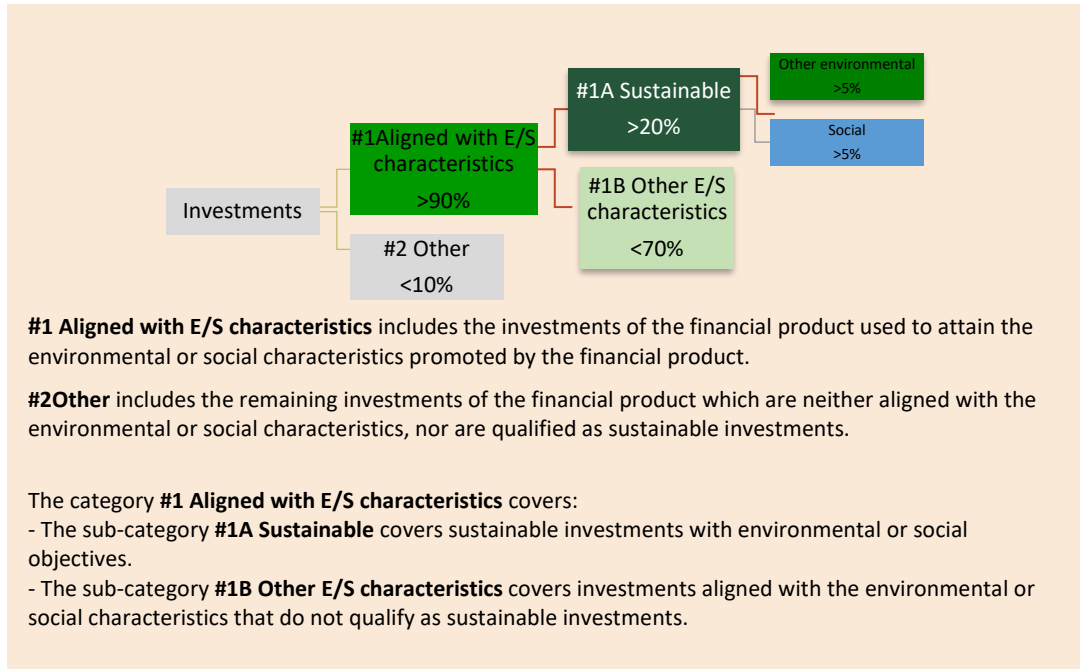 Investments
#1Aligned with E/S
characteristics
>90%
#2 Other
<10%
#1A Sustainable
>20%
#1B Other E/S
characteristics
<70%
Other environmental
>5%
Social
>5%
#1 Aligned with E/S characteristics includes the investments of the financial product used to attain the
environmental or social characteristics promoted by the financial product.
#2Other includes the remaining investments of the financial product which are neither aligned with the
environmental or social characteristics, nor are qualified as sustainable investments.
The category #1 Aligned with E/S characteristics covers:
- The sub-category #1A Sustainable covers sustainable investments with environmental or social
objectives.
- The sub-category #1B Other E/S characteristics covers investments aligned with the environmental or
social characteristics that do not qualify as sustainable investments.